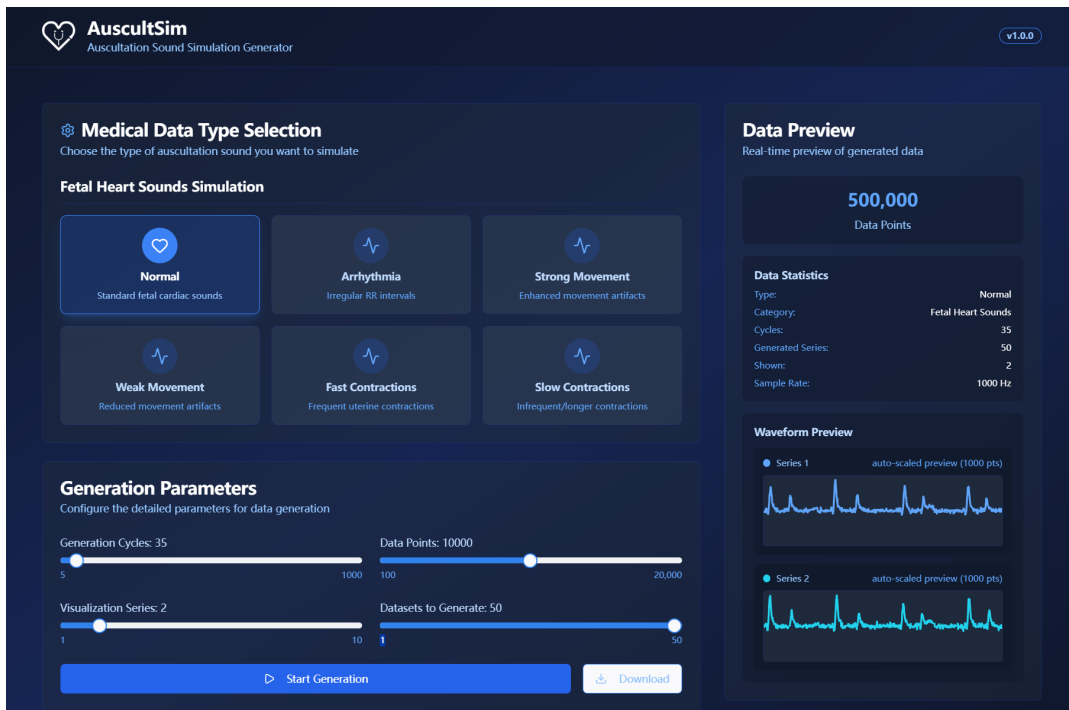 AuscultSim
Auscultation Sound Simulation Generator
v1.0.0
Medical Data Type Selection
Choose the type of auscultation sound you want to simulate
Fetal Heart Sounds Simulation
Normal
Standard fetal cardiac sounds
Arrhythmia
Irregular RR intervals
Strong Movement
Enhanced movement artifacts
Weak Movement
Reduced movement artifacts
Fast Contractions
Frequent uterine contractions
Slow Contractions
Infrequent/longer contractions
Generation Parameters
Configure the detailed parameters for data generation
Generation Cycles: 35
5 1000
Data Points: 10000
100 20,000
Visualization Series: 2
1 10
Datasets to Generate: 50
1 50
Start Generation
Download
Data Preview
Real-time preview of generated data
500,000
Data Points
Data Statistics
Type: Normal
Category: Fetal Heart Sounds
Cycles: 35
Generated Series: 50
Shown: 2
Sample Rate: 1000 Hz
Waveform Preview
Series 1 auto-scaled preview (1000 pts)
Series 2 auto-scaled preview (1000 pts)